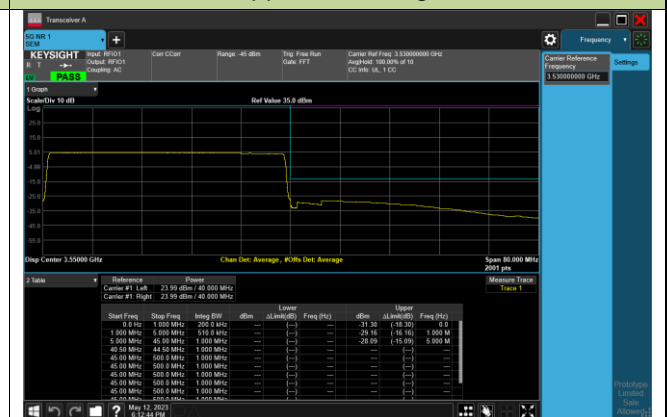 Transceiver A
5G NR 1
SEM
Frequency
KEYSIGHT
R T
LXI
PASS
Input: RFIO1
Output: RFIO1
Coupling: AC
Corr CCorr
Range: -45 dBm
Trig: Free Run
Gate: FFT
Carrier Ref Freq: 3.530000000 GHz
Avg|Hold: 100.00% of 10
CC Info: UL, 1 CC
Carrier Reference
Frequency
3.530000000 GHz
Settings
1 Graph
Scale/Div 10 dB
Ref Value 35.0 dBm
Log
25.0
15.0
5.01
-4.99
-15.0
-25.0
-35.0
-45.0
-55.0
Disp Center 3.55000 GHz
Chan Det: Average , #Offs Det: Average
Span 80.000 MHz
2001 pts
2 Table
Reference Power
Carrier #1: Left 23.99 dBm / 40.000 MHz
Carrier #1: Right 23.99 dBm / 40.000 MHz
Measure Trace
Trace 1
Lower Upper
Start Freq Stop Freq Integ BW dBm ΔLimit(dB) Freq (Hz) dBm ΔLimit(dB) Freq (Hz)
0.0 Hz 1.000 MHz 200.0 kHz --- (---) --- -31.30 (-18.30) 0.0
1.000 MHz 5.000 MHz 510.0 kHz --- (---) --- -29.16 (-16.16) 1.000 M
5.000 MHz 45.00 MHz 1.000 MHz --- (---) --- -28.09 (-15.09) 5.000 M
40.50 MHz 44.50 MHz 1.000 MHz --- (---) --- --- (---) ---
45.00 MHz 500.0 MHz 1.000 MHz --- (---) --- --- (---) ---
45.00 MHz 500.0 MHz 1.000 MHz --- (---) --- --- (---) ---
45.00 MHz 500.0 MHz 1.000 MHz --- (---) --- --- (---) ---
45.00 MHz 500.0 MHz 1.000 MHz --- (---) --- --- (---) ---
45.00 MHz 500.0 MHz 1.000 MHz --- (---) --- --- (---) ---
Prototype
Limited
Sale
Allowed
May 12, 2023
6:12:44 PM